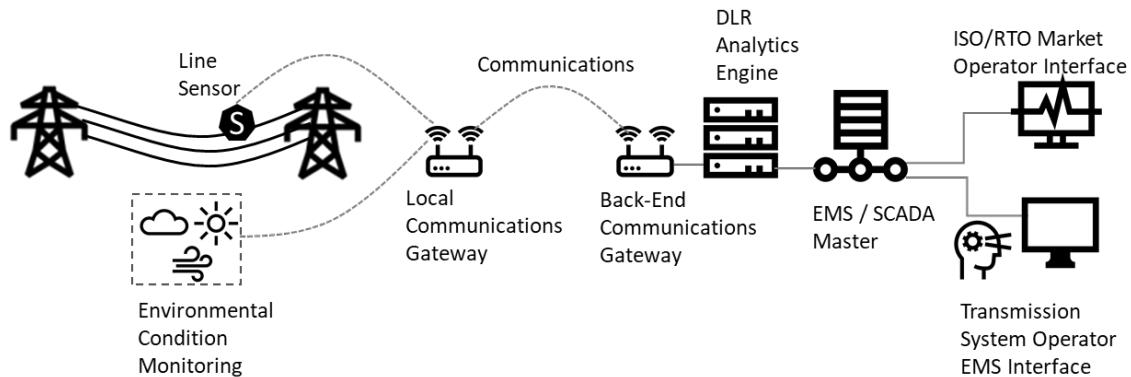 Line
Sensor
S
Communications
DLR
Analytics
Engine
ISO/RTO Market
Operator Interface
Local
Communications
Gateway
Back-End
Communications
Gateway
EMS / SCADA
Master
Environmental
Condition
Monitoring
Transmission
System Operator
EMS Interface